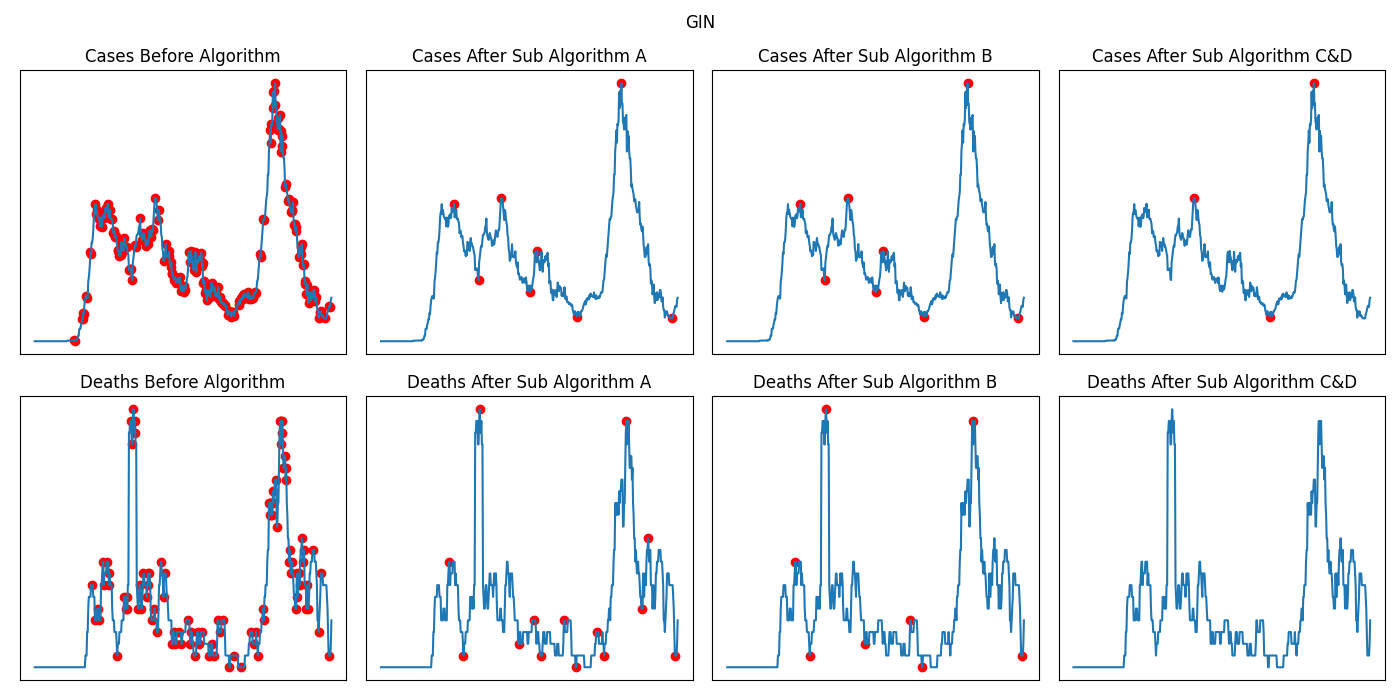 GIN
Cases Before Algorithm
Cases After Sub Algorithm A
Cases After Sub Algorithm B
Cases After Sub Algorithm C&D
Deaths Before Algorithm
Deaths After Sub Algorithm A
Deaths After Sub Algorithm B
Deaths After Sub Algorithm C&D